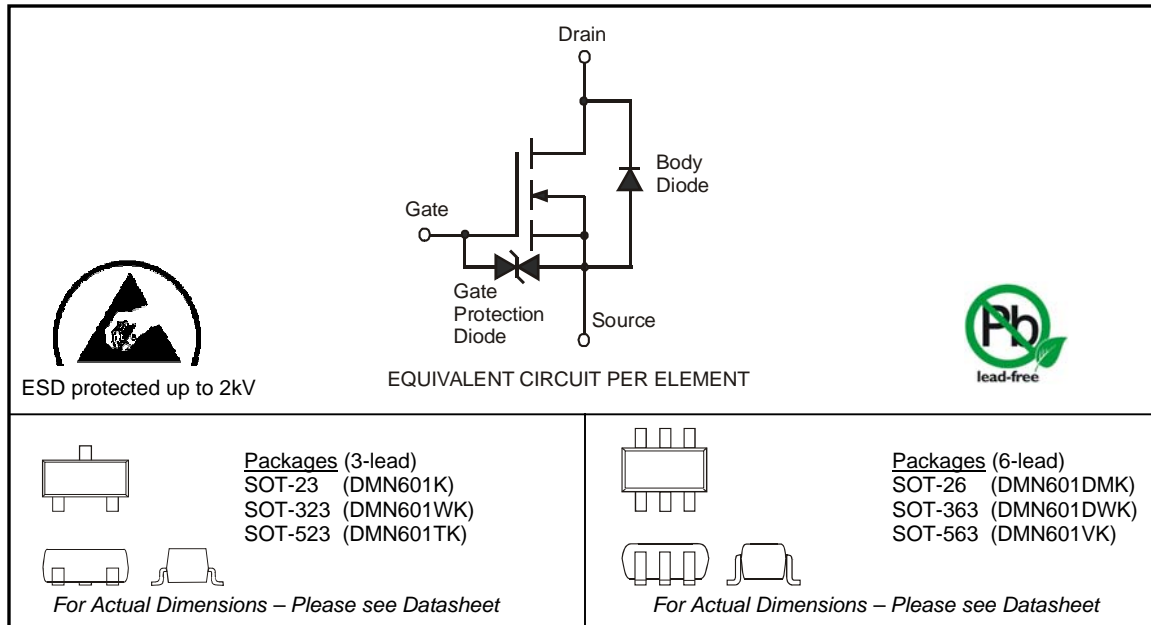 Drain
Body
Diode
Gate
Gate
Protection
Diode
Source
ESD protected up to 2kV
EQUIVALENT CIRCUIT PER ELEMENT
Pb
lead-free
Packages (3-lead)
SOT-23 (DMN601K)
SOT-323 (DMN601WK)
SOT-523 (DMN601TK)
For Actual Dimensions – Please see Datasheet
Packages (6-lead)
SOT-26 (DMN601DMK)
SOT-363 (DMN601DWK)
SOT-563 (DMN601VK)
For Actual Dimensions – Please see Datasheet